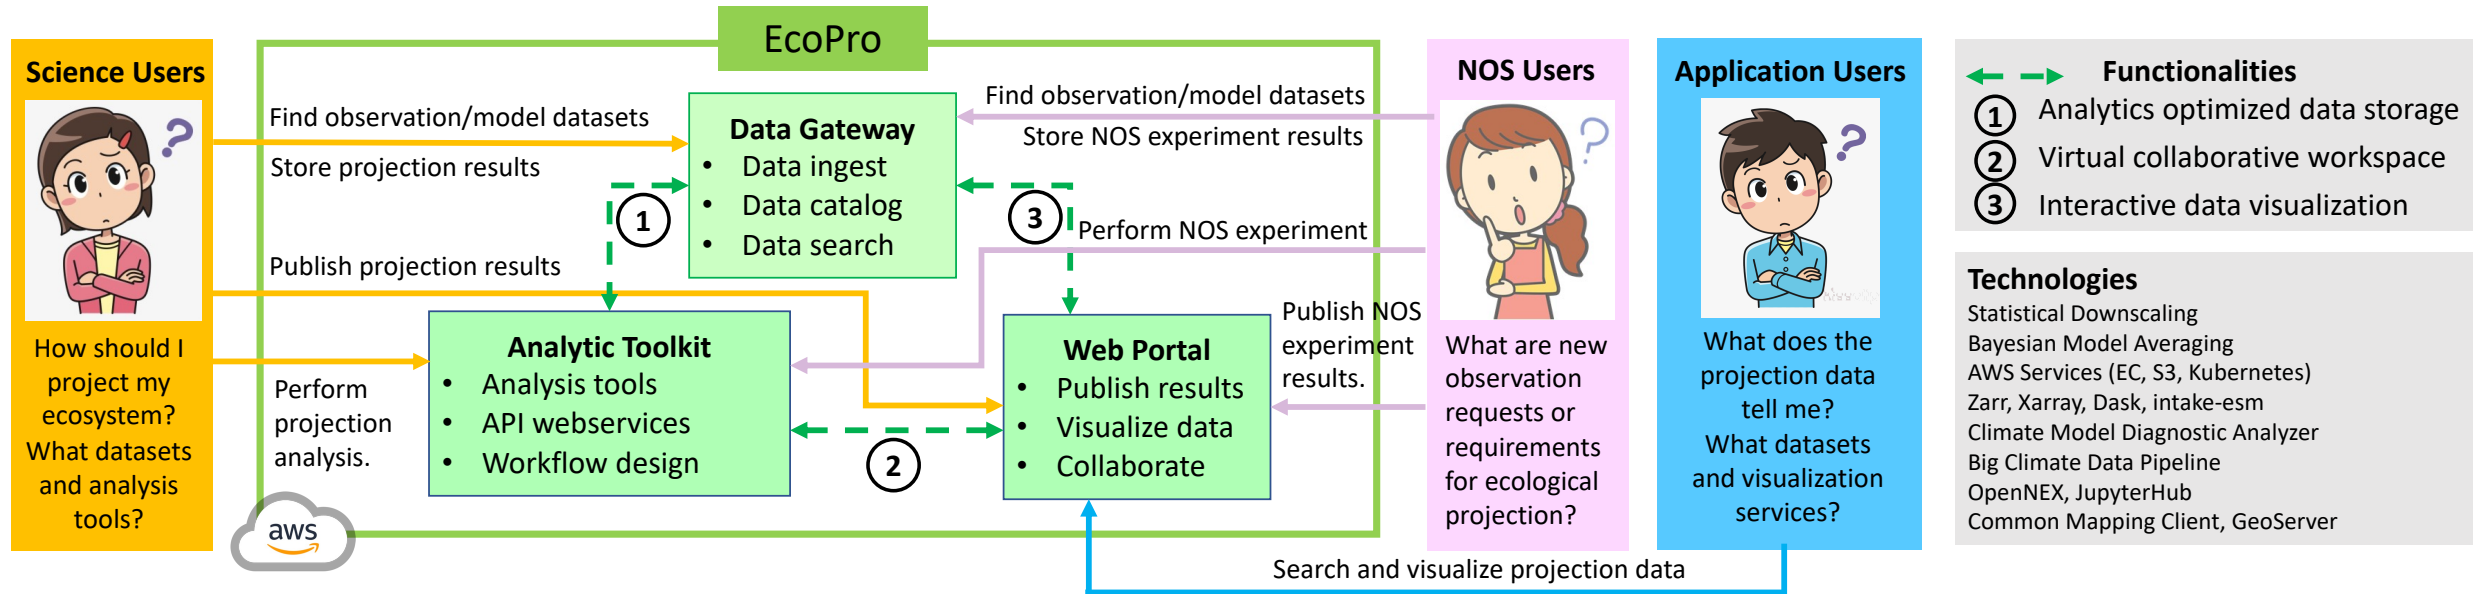 EcoPro
Science Users
How should I
project my
ecosystem?
What datasets
and analysis
tools?
Find observation/model datasets
Store projection results
Publish projection results
Perform
projection
analysis.
aws
Data Gateway
• Data ingest
• Data catalog
• Data search
1
3
Analytic Toolkit
• Analysis tools
• API webservices
• Workflow design
2
Web Portal
• Publish results
• Visualize data
• Collaborate
Find observation/model datasets
Store NOS experiment results
Perform NOS experiment
Publish NOS
experiment
results.
Search and visualize projection data
NOS Users
What are new
observation
requests or
requirements
for ecological
projection?
Application Users
What does the
projection data
tell me?
What datasets
and visualization
services?
Functionalities
1 Analytics optimized data storage
2 Virtual collaborative workspace
3 Interactive data visualization
Technologies
Statistical Downscaling
Bayesian Model Averaging
AWS Services (EC, S3, Kubernetes)
Zarr, Xarray, Dask, intake-esm
Climate Model Diagnostic Analyzer
Big Climate Data Pipeline
OpenNEX, JupyterHub
Common Mapping Client, GeoServer